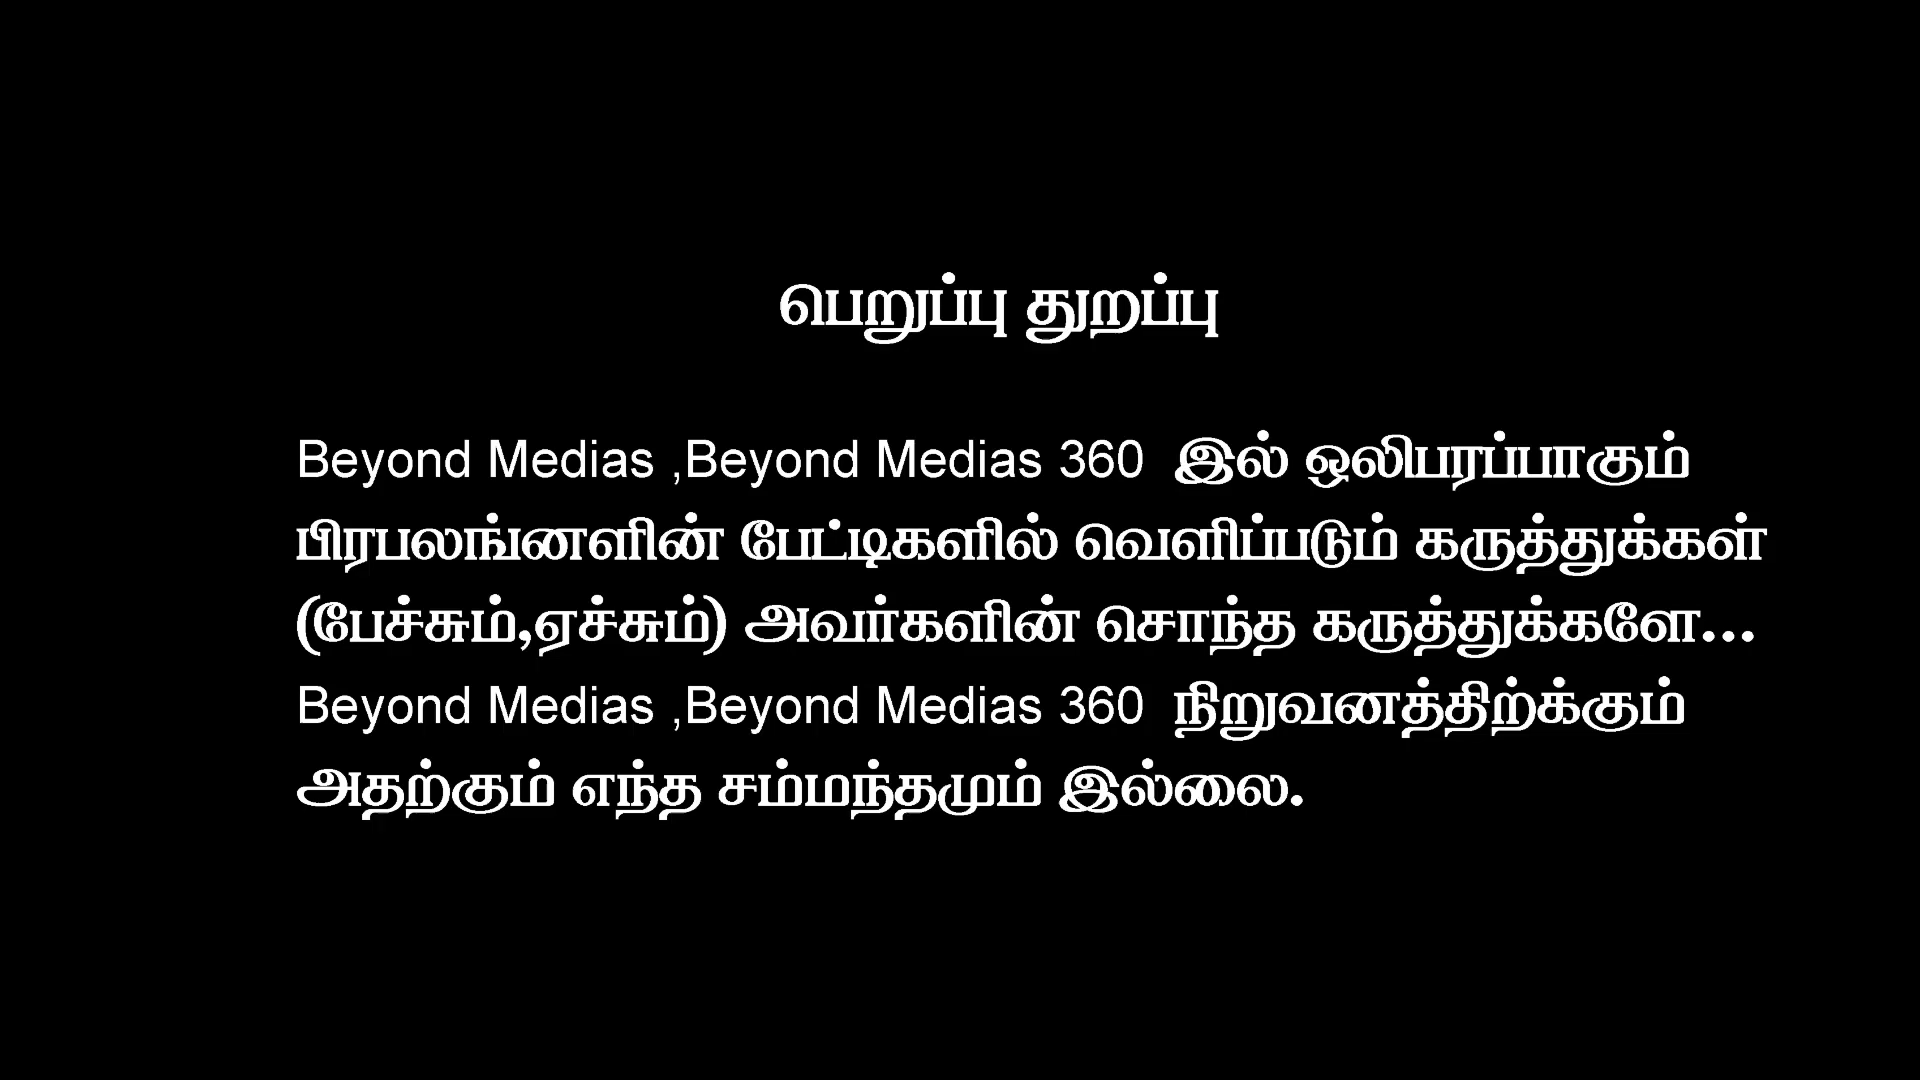 பெறுப்பு துறப்பு
Beyond Medias ,Beyond Medias 360 இல் ஒலிபரப்பாகும்
பிரபலங்னளின் பேட்டிகளில் வெளிப்படும் கருத்துக்கள்
(பேச்சும்,ஏச்சும்) அவர்களின் சொந்த கருத்துக்களே...
Beyond Medias ,Beyond Medias 360 நிறுவனத்திற்க்கும்
அதற்கும் எந்த சம்மந்தமும் இல்லை.